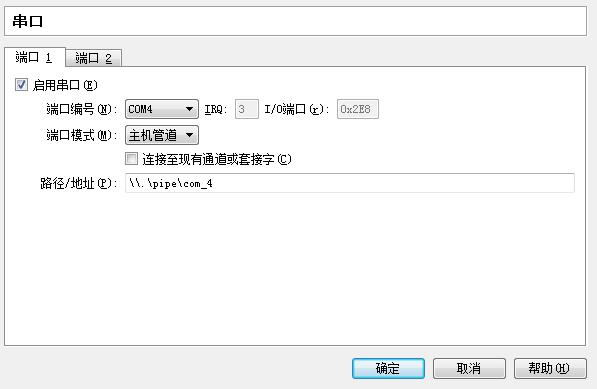 串口
端口 1 端口 2
启用串口(E)
端口编号(N): COM4 IRQ: 3 I/O端口(r): 0x2E8
端口模式(M): 主机管道
连接至现有通道或套接字(C)
路径/地址(P): \\.\pipe\com_4
确定 取消 帮助(H)